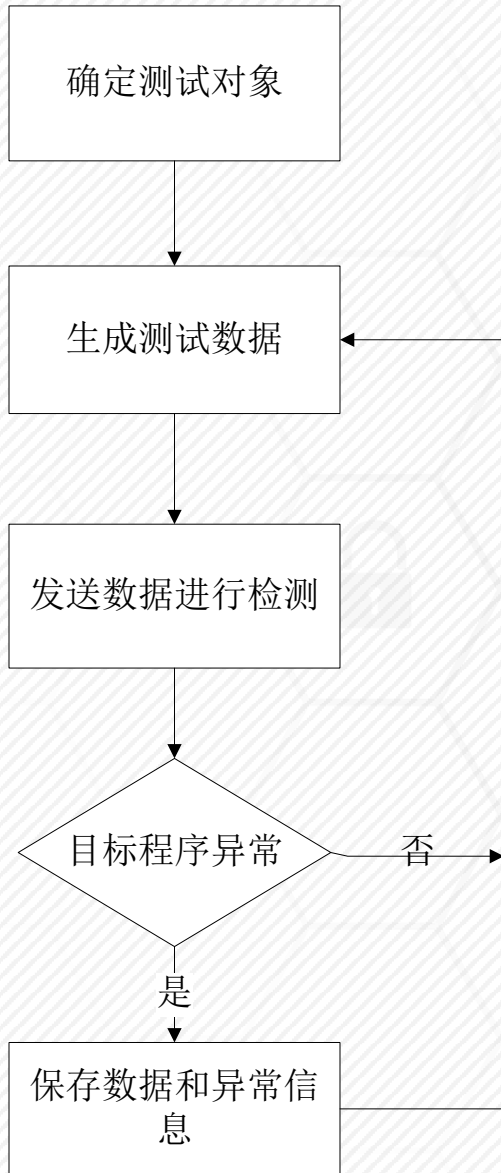 确定测试对象
生成测试数据
发送数据进行检测
目标程序异常
否
是
保存数据和异常信
息